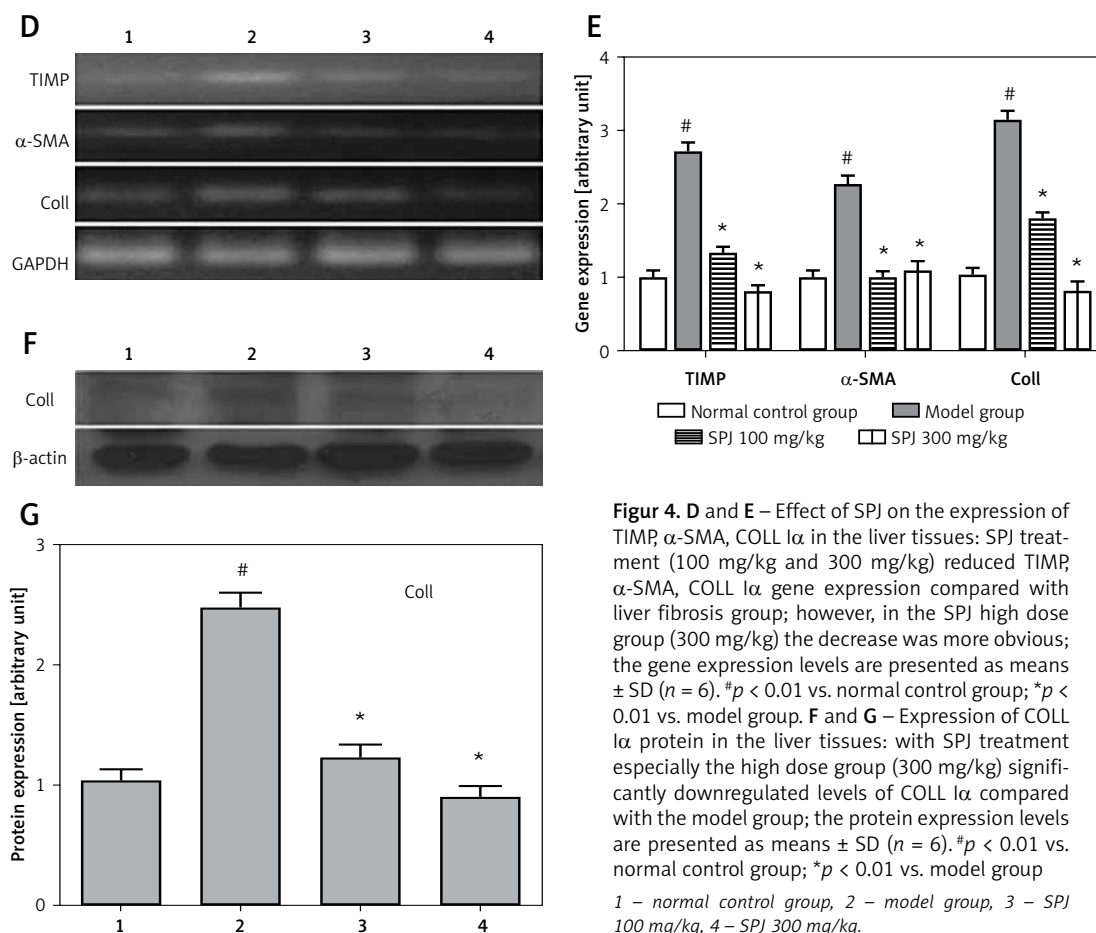 D
1 2 3 4
TIMP
α-SMA
Coll
GAPDH
F
1 2 3 4
Coll
β-actin
G
Protein expression [arbitrary unit]
3
2
1
0
#
*
*
Coll
1 2 3 4
E
Gene expression [arbitrary unit]
4
3
2
1
0
#
*
*
#
*
*
#
*
*
TIMP α-SMA Coll
Normal control group Model group
SPJ 100 mg/kg SPJ 300 mg/kg
Figur 4. D and E – Effect of SPJ on the expression of
TIMP, α-SMA, COLL Iα in the liver tissues: SPJ treat-
ment (100 mg/kg and 300 mg/kg) reduced TIMP,
α-SMA, COLL Iα gene expression compared with
liver fibrosis group; however, in the SPJ high dose
group (300 mg/kg) the decrease was more obvious;
the gene expression levels are presented as means
± SD (n = 6). #p < 0.01 vs. normal control group; *p <
0.01 vs. model group. F and G – Expression of COLL
Iα protein in the liver tissues: with SPJ treatment
especially the high dose group (300 mg/kg) signifi-
cantly downregulated levels of COLL Iα compared
with the model group; the protein expression levels
are presented as means ± SD (n = 6). #p < 0.01 vs.
normal control group; *p < 0.01 vs. model group
1 – normal control group, 2 – model group, 3 – SPJ
100 mg/kg, 4 – SPJ 300 mg/kg.